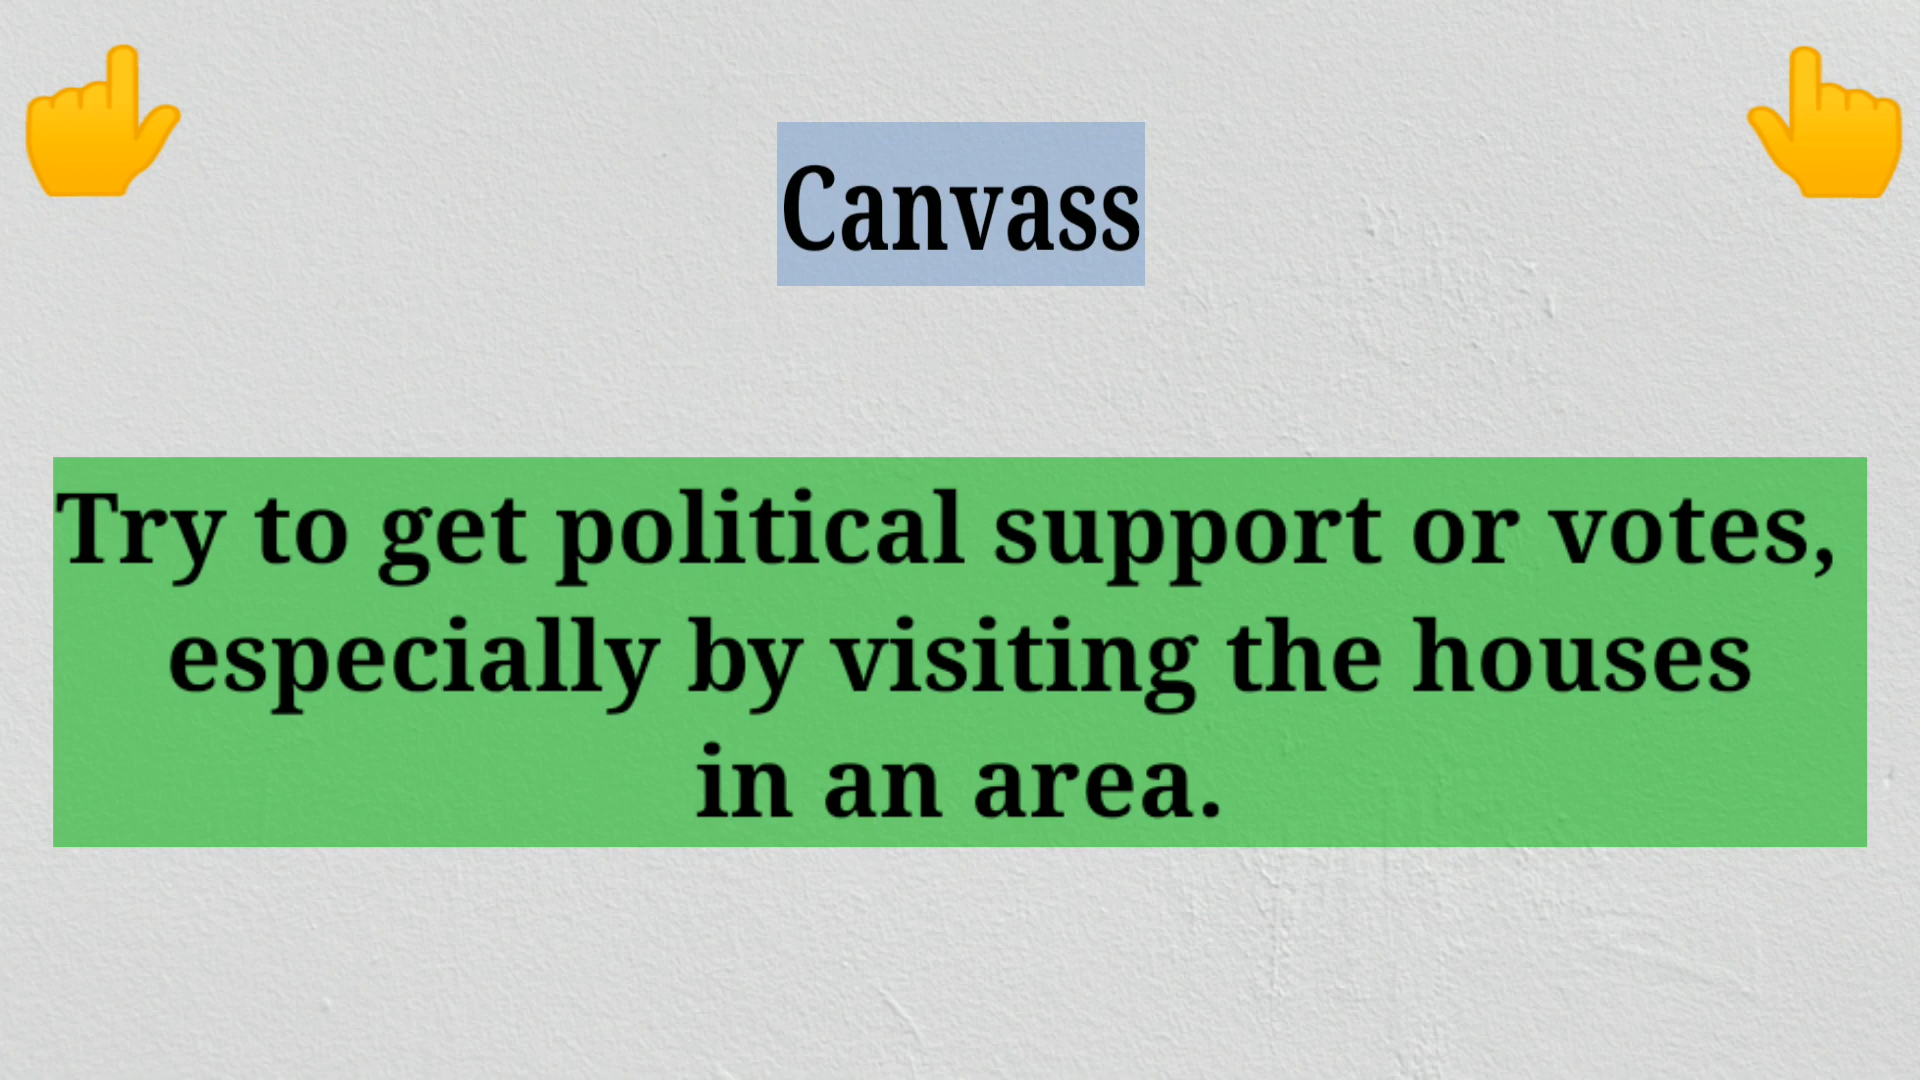 Canvass
Try to get political support or votes,
especially by visiting the houses
in an area.